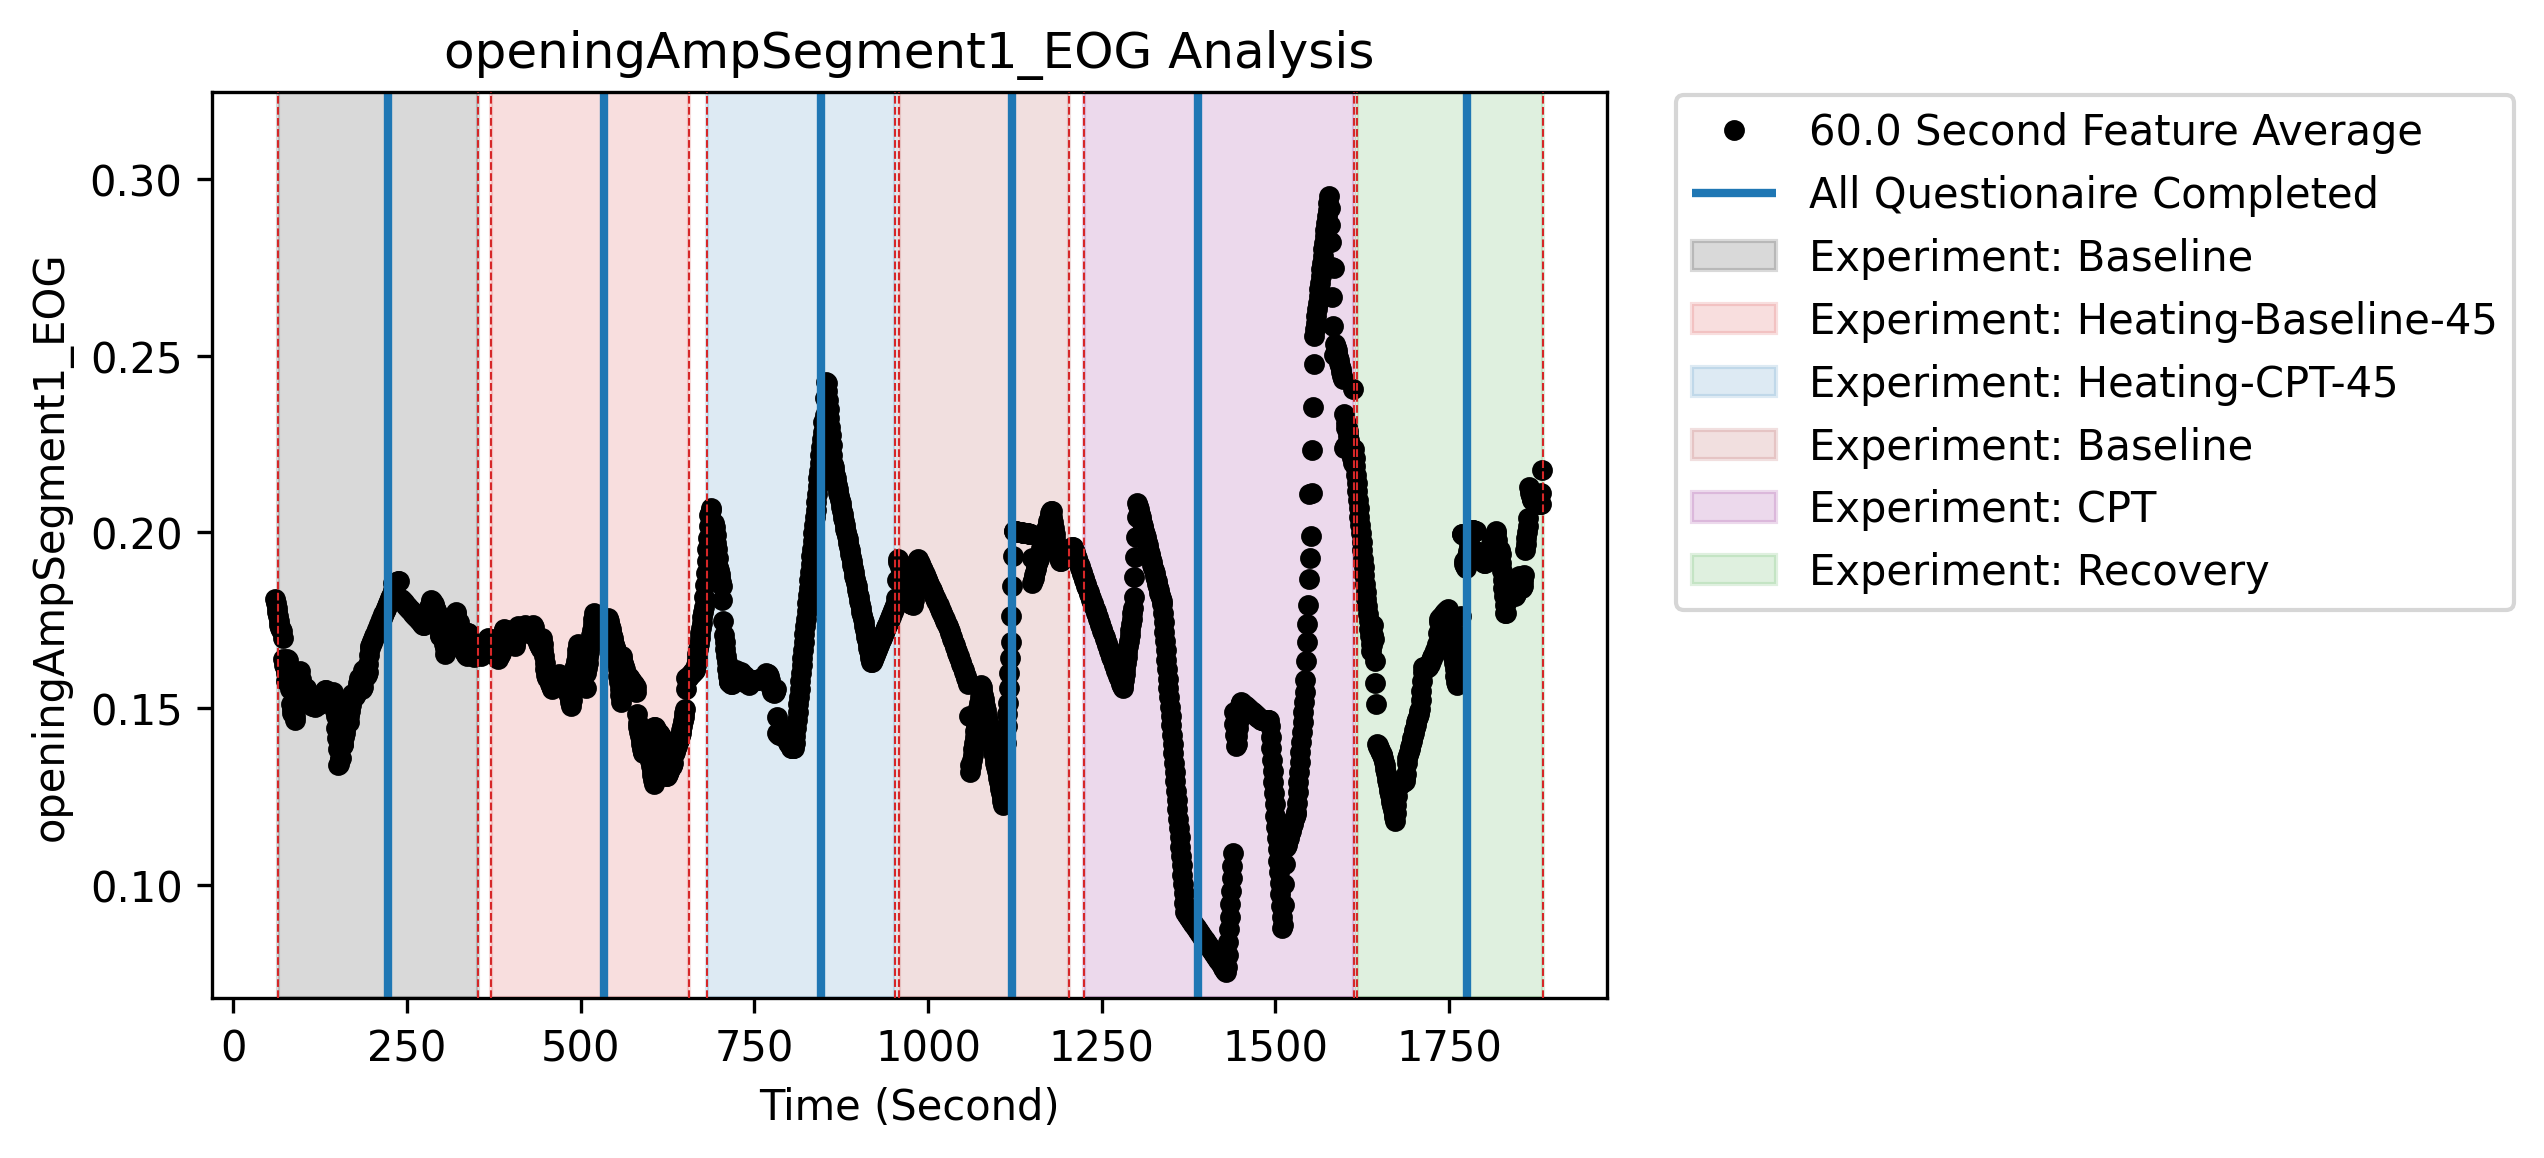 openingAmpSegment1_EOG Analysis
openingAmpSegment1_EOG
0.30
0.25
0.20
0.15
0.10
0
250
500
750
1000
1250
1500
1750
Time (Second)
60.0 Second Feature Average
All Questionaire Completed
Experiment: Baseline
Experiment: Heating-Baseline-45
Experiment: Heating-CPT-45
Experiment: Baseline
Experiment: CPT
Experiment: Recovery